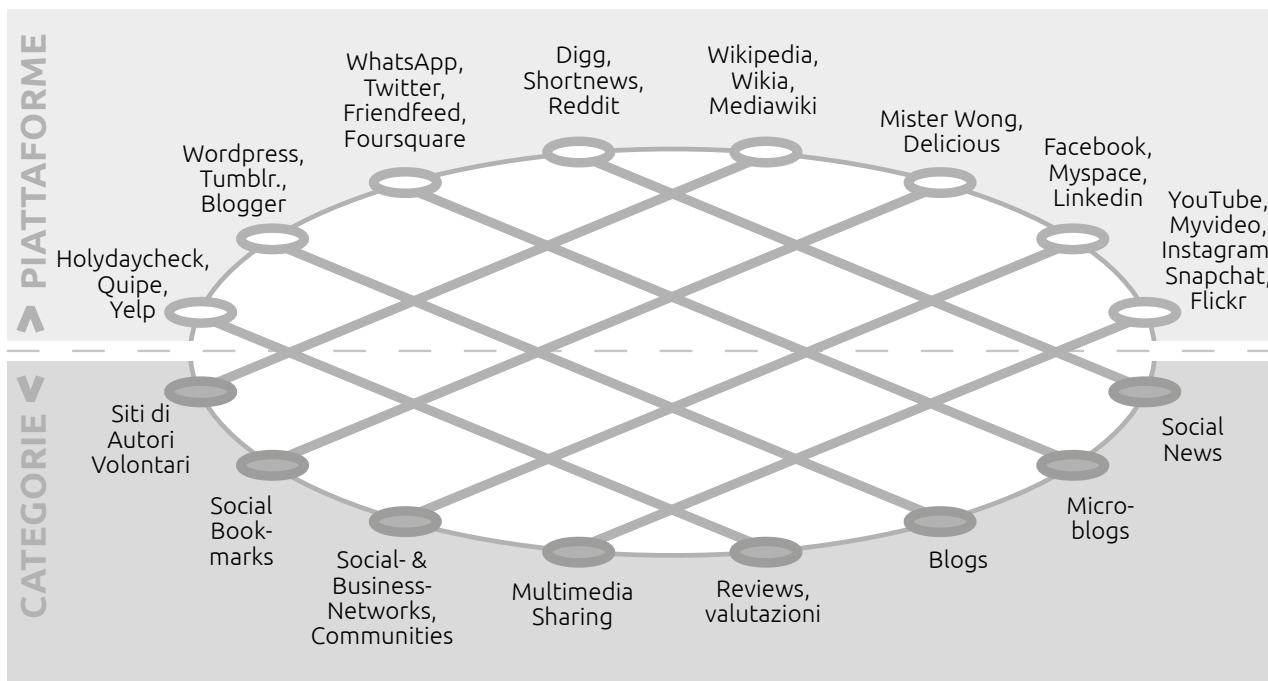 > PIATTAFORME
Holydaycheck,
Quipe,
Yelp
Wordpress,
Tumblr.,
Blogger
WhatsApp,
Twitter,
Friendfeed,
Foursquare
Digg,
Shortnews,
Reddit
Wikipedia,
Wikia,
Mediawiki
Mister Wong,
Delicious
Facebook,
Myspace,
Linkedin
YouTube,
Myvideo,
Instagram
Snapchat,
Flickr
CATEGORIE <
Siti di
Autori
Volontari
Social
Book-
marks
Social- &
Business-
Networks,
Communities
Multimedia
Sharing
Reviews,
valutazioni
Blogs
Micro-
blogs
Social
News